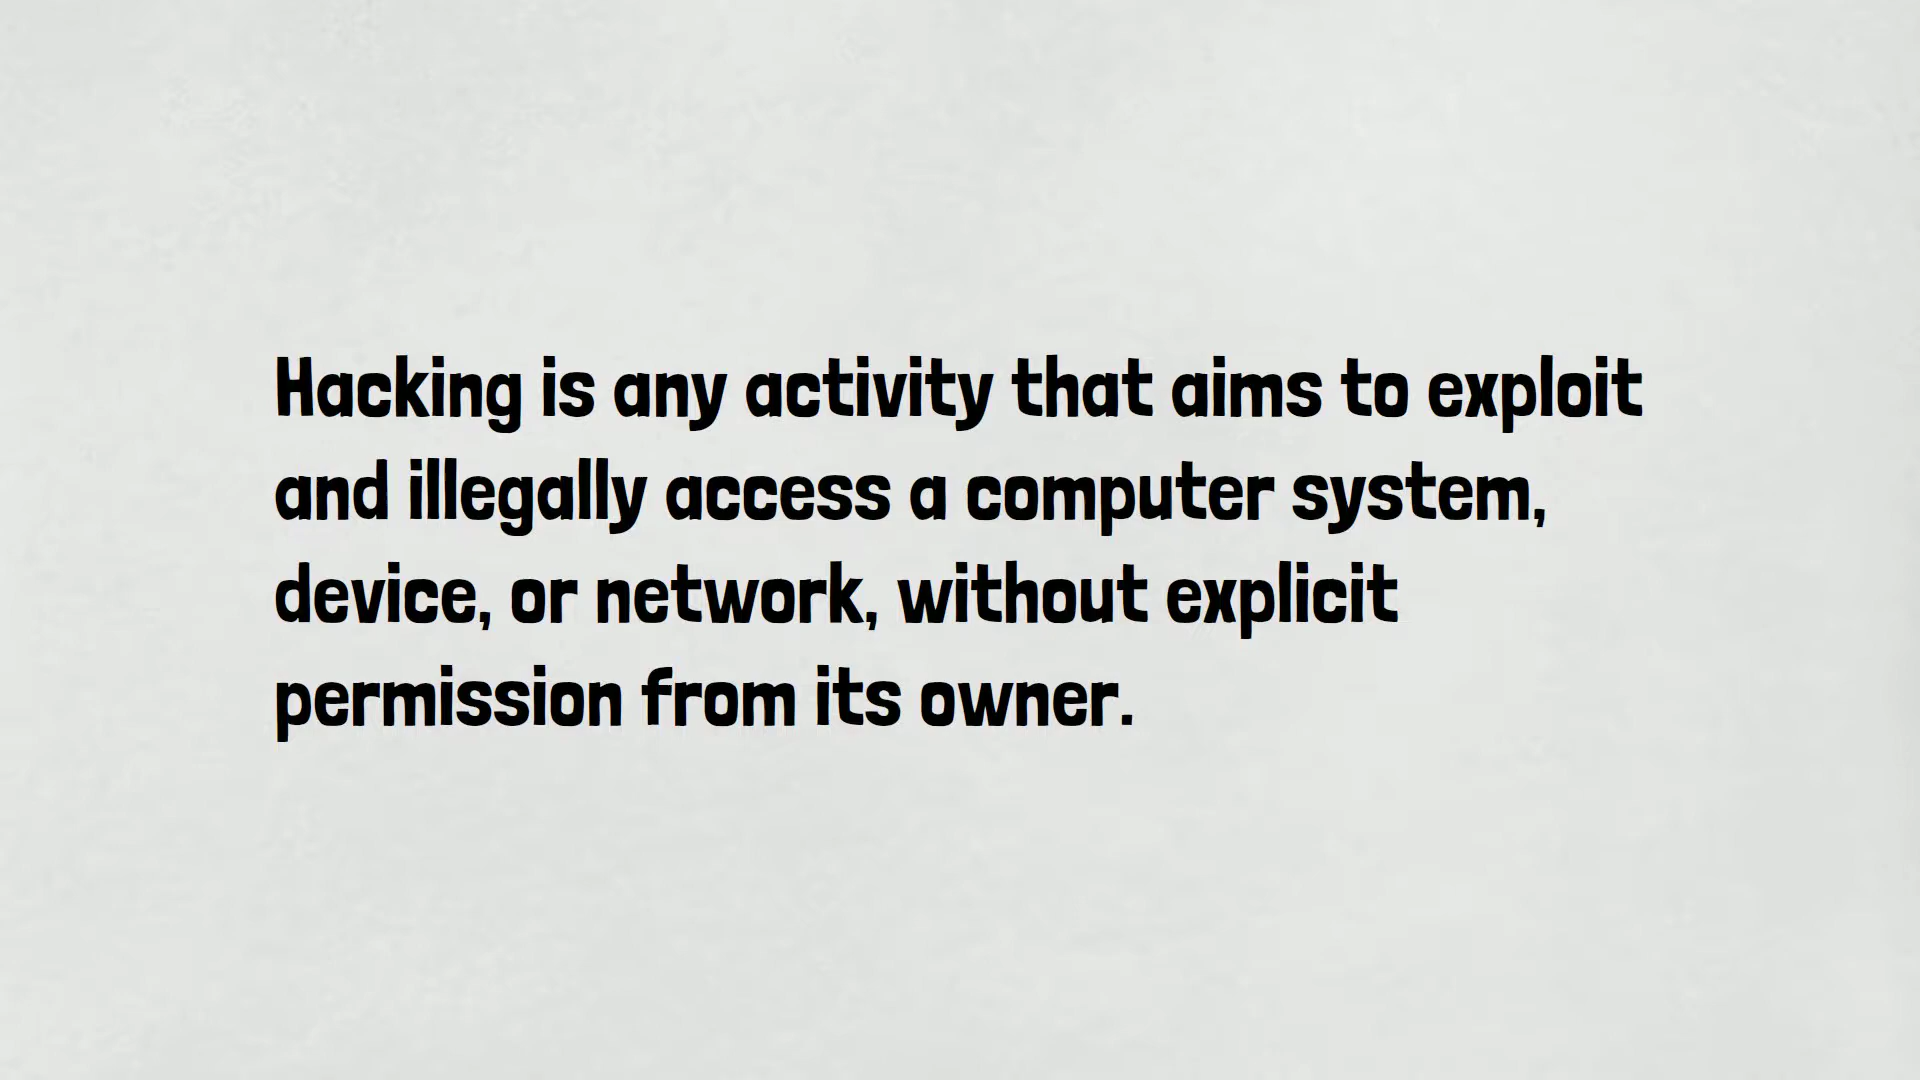 Hacking is any activity that aims to exploit
and illegally access a computer system,
device, or network, without explicit
permission from its owner.